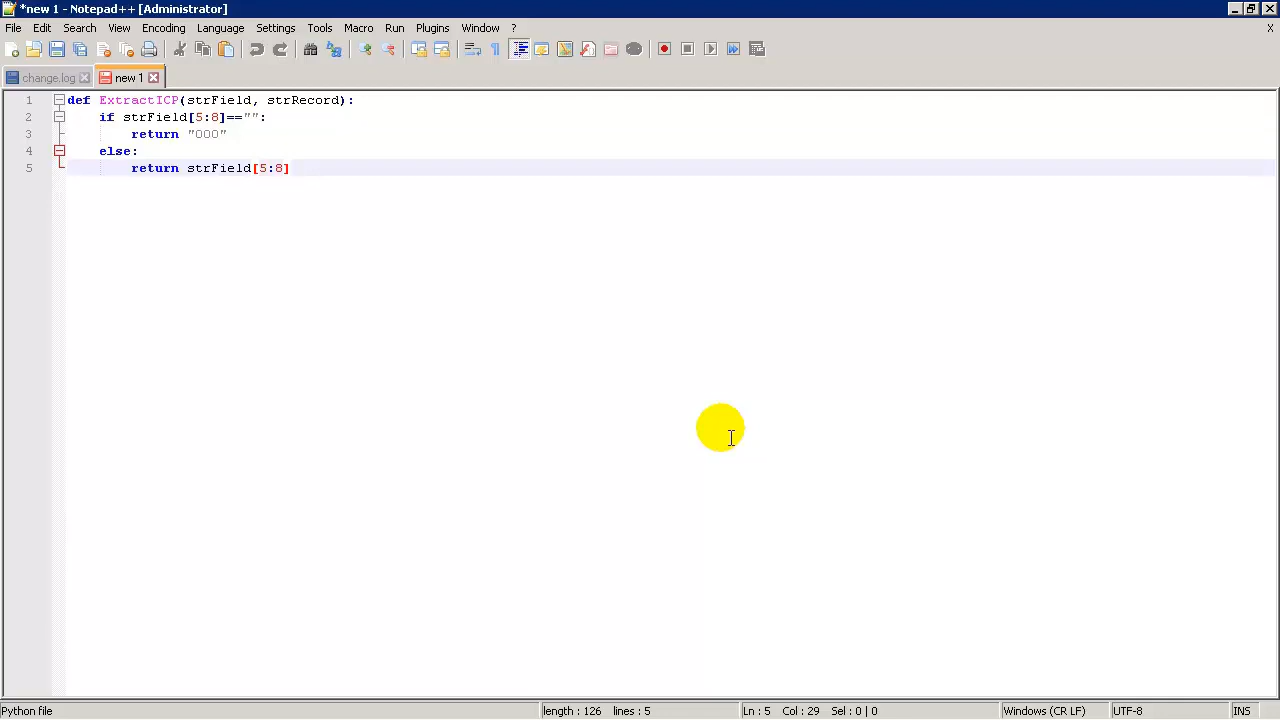 *new 1 - Notepad++ [Administrator]
File Edit Search View Encoding Language Settings Tools Macro Run Plugins Window ? X
change.log new 1
1 def ExtractICP(strField, strRecord):
2 if strField[5:8]=="":
3 return "OOO"
4 else:
5 return strField[5:8]
Python file length : 126 lines : 5 Ln : 5 Col : 29 Sel : 0 | 0 Windows (CR LF) UTF-8 INS